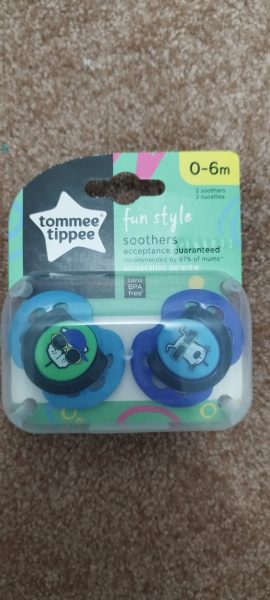 0-6m
2 soothers
2 sucettes
tommee
tippee
fun style
soothers
acceptance guaranteed
recommended by 97% of mums**
acceptation garantie
sans
BPA
free*